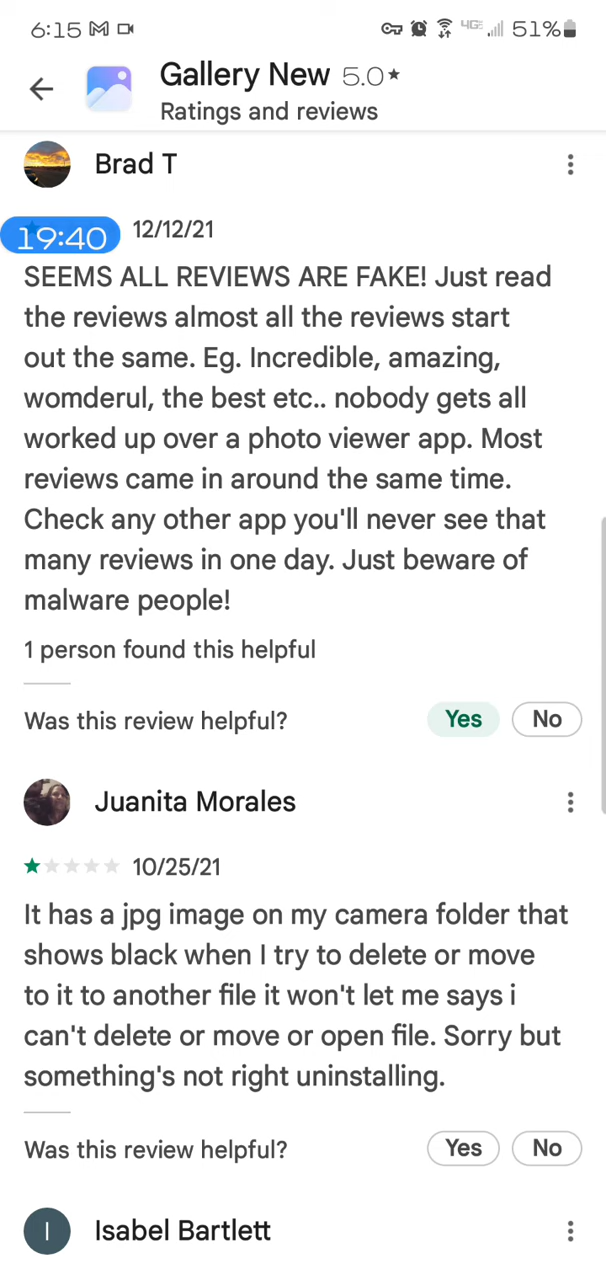 6:15 51%
Gallery New 5.0★
Ratings and reviews
Brad T
19:40 12/12/21
SEEMS ALL REVIEWS ARE FAKE! Just read
the reviews almost all the reviews start
out the same. Eg. Incredible, amazing,
womderul, the best etc.. nobody gets all
worked up over a photo viewer app. Most
reviews came in around the same time.
Check any other app you'll never see that
many reviews in one day. Just beware of
malware people!
1 person found this helpful
Was this review helpful? Yes No
Juanita Morales
10/25/21
It has a jpg image on my camera folder that
shows black when I try to delete or move
to it to another file it won't let me says i
can't delete or move or open file. Sorry but
something's not right uninstalling.
Was this review helpful? Yes No
I Isabel Bartlett